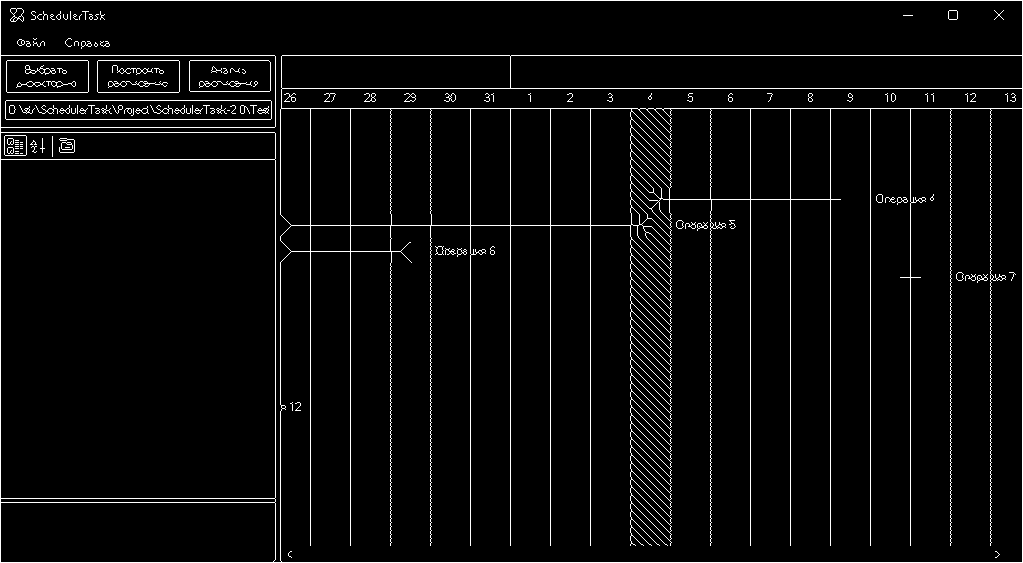 SchedulerTask
Файл Справка
Выбрать директорию
Построить расписание
Анализ расписания
D:\str\SchedulerTask\Project\SchedulerTask-2.0\Test
26 27 28 29 30 31 1 2 3 4 5 6 7 8 9 10 11 12 13
Операция 4
Операция 5
Операция 6
Операция 7
я 12